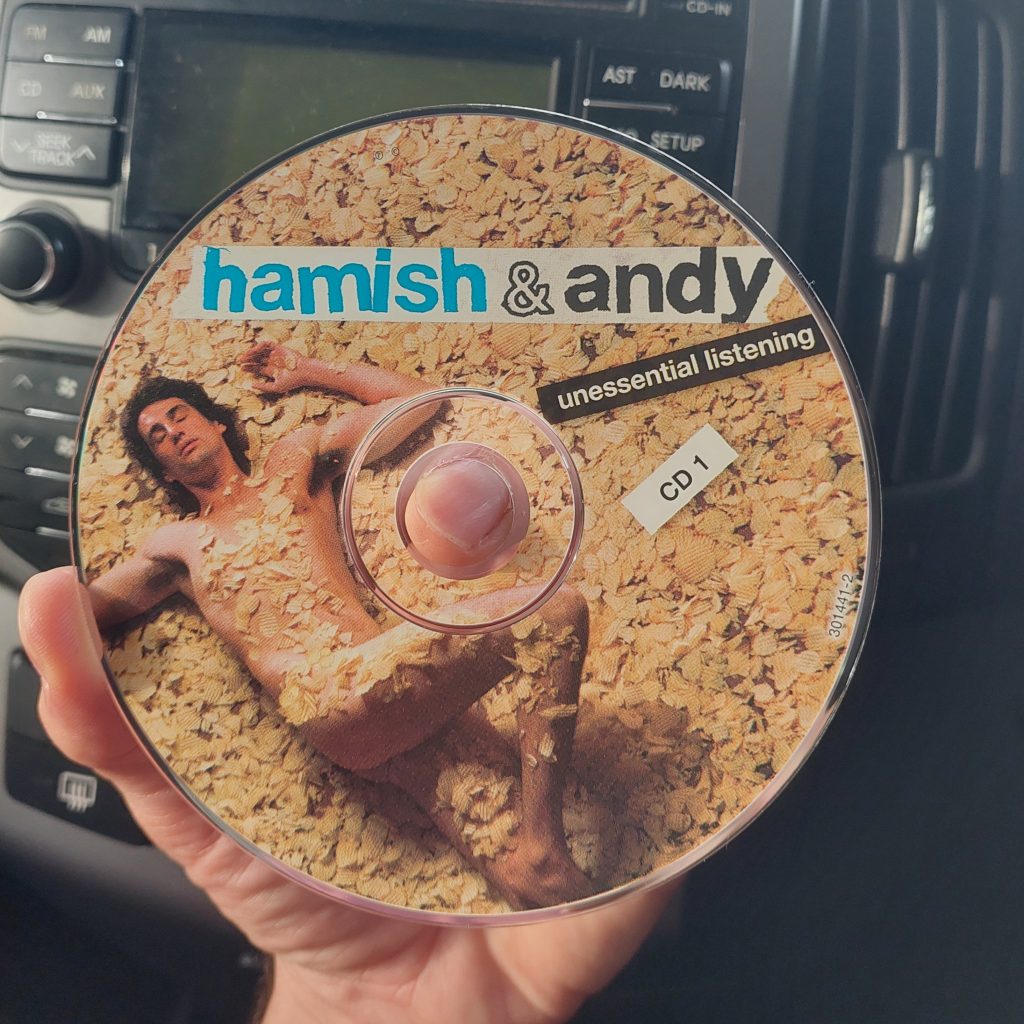 CD-IN
FM AM
AST DARK
CD AUX
SETUP
SEEK
TRACK
hamish & andy
unessential listening
CD 1
301441-2